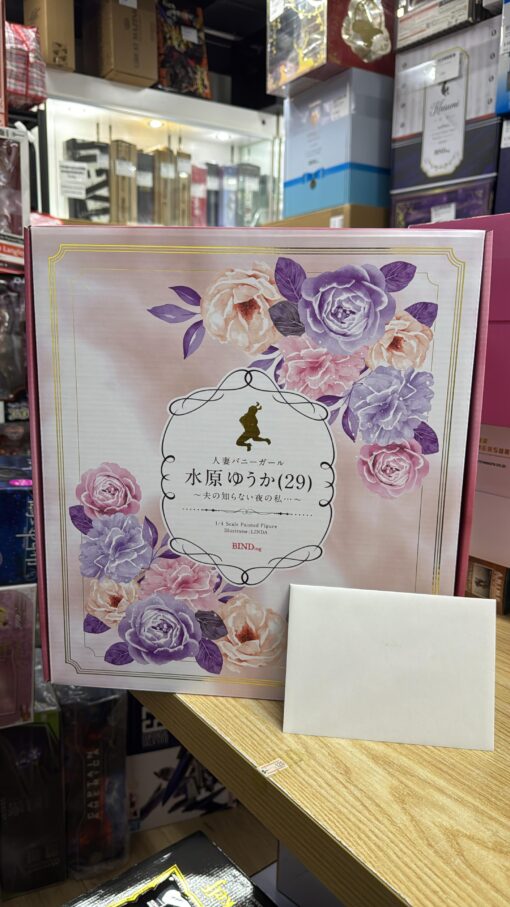 人妻バニーガール
水原ゆうか(29)
〜夫の知らない夜の私…〜
1/4 Scale Painted Figure
Illustrator-LINDA
BINDing